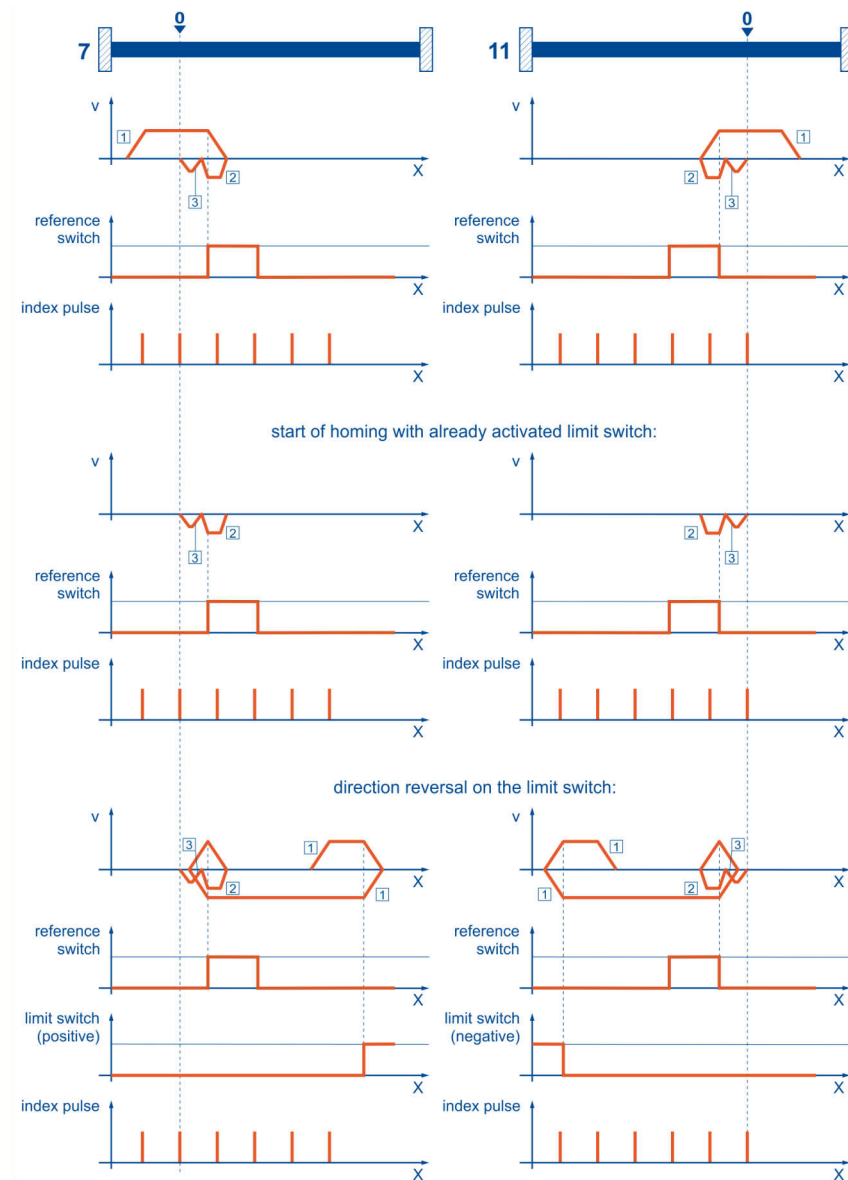 0
0
7
11
v
1
X
2
3
v
1
X
2
3
reference
switch
X
reference
switch
X
index pulse
X
index pulse
X
start of homing with already activated limit switch:
v
X
2
3
v
X
2
3
reference
switch
X
reference
switch
X
index pulse
X
index pulse
X
direction reversal on the limit switch:
v
3
1
X
2
1
v
1
3
X
1
2
reference
switch
X
reference
switch
X
limit switch
(positive)
X
limit switch
(negative)
X
index pulse
X
index pulse
X